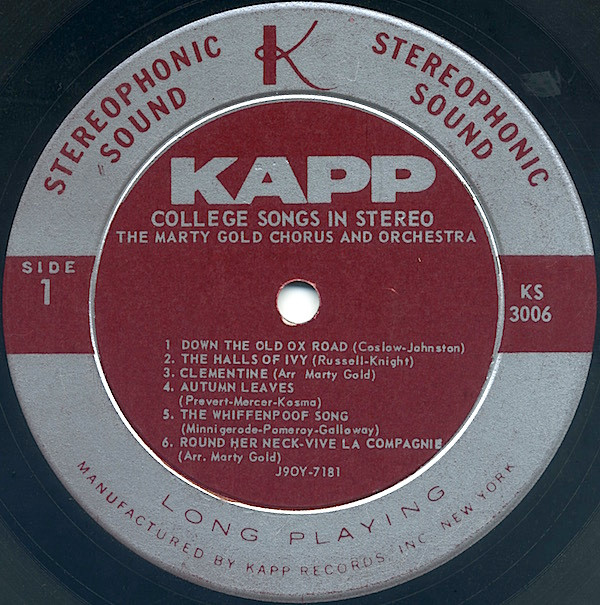 STEREOPHONIC SOUND
K
STEREOPHONIC SOUND
KAPP
COLLEGE SONGS IN STEREO
THE MARTY GOLD CHORUS AND ORCHESTRA
SIDE
1
KS
3006
1 DOWN THE OLD OX ROAD (Coslow-Johnston)
2. THE HALLS OF IVY (Russell-Knight)
3. CLEMENTINE (Arr Marty Gold)
4. AUTUMN LEAVES
(Prevert-Mercer-Kosma)
5. THE WHIFFENPOOF SONG
(Minnigerode-Pomeroy-Galloway)
6. ROUND HER NECK-VIVE LA COMPAGNIE
(Arr. Marty Gold)
J9OY-7181
LONG PLAYING
MANUFACTURED BY KAPP RECORDS, INC. NEW YORK